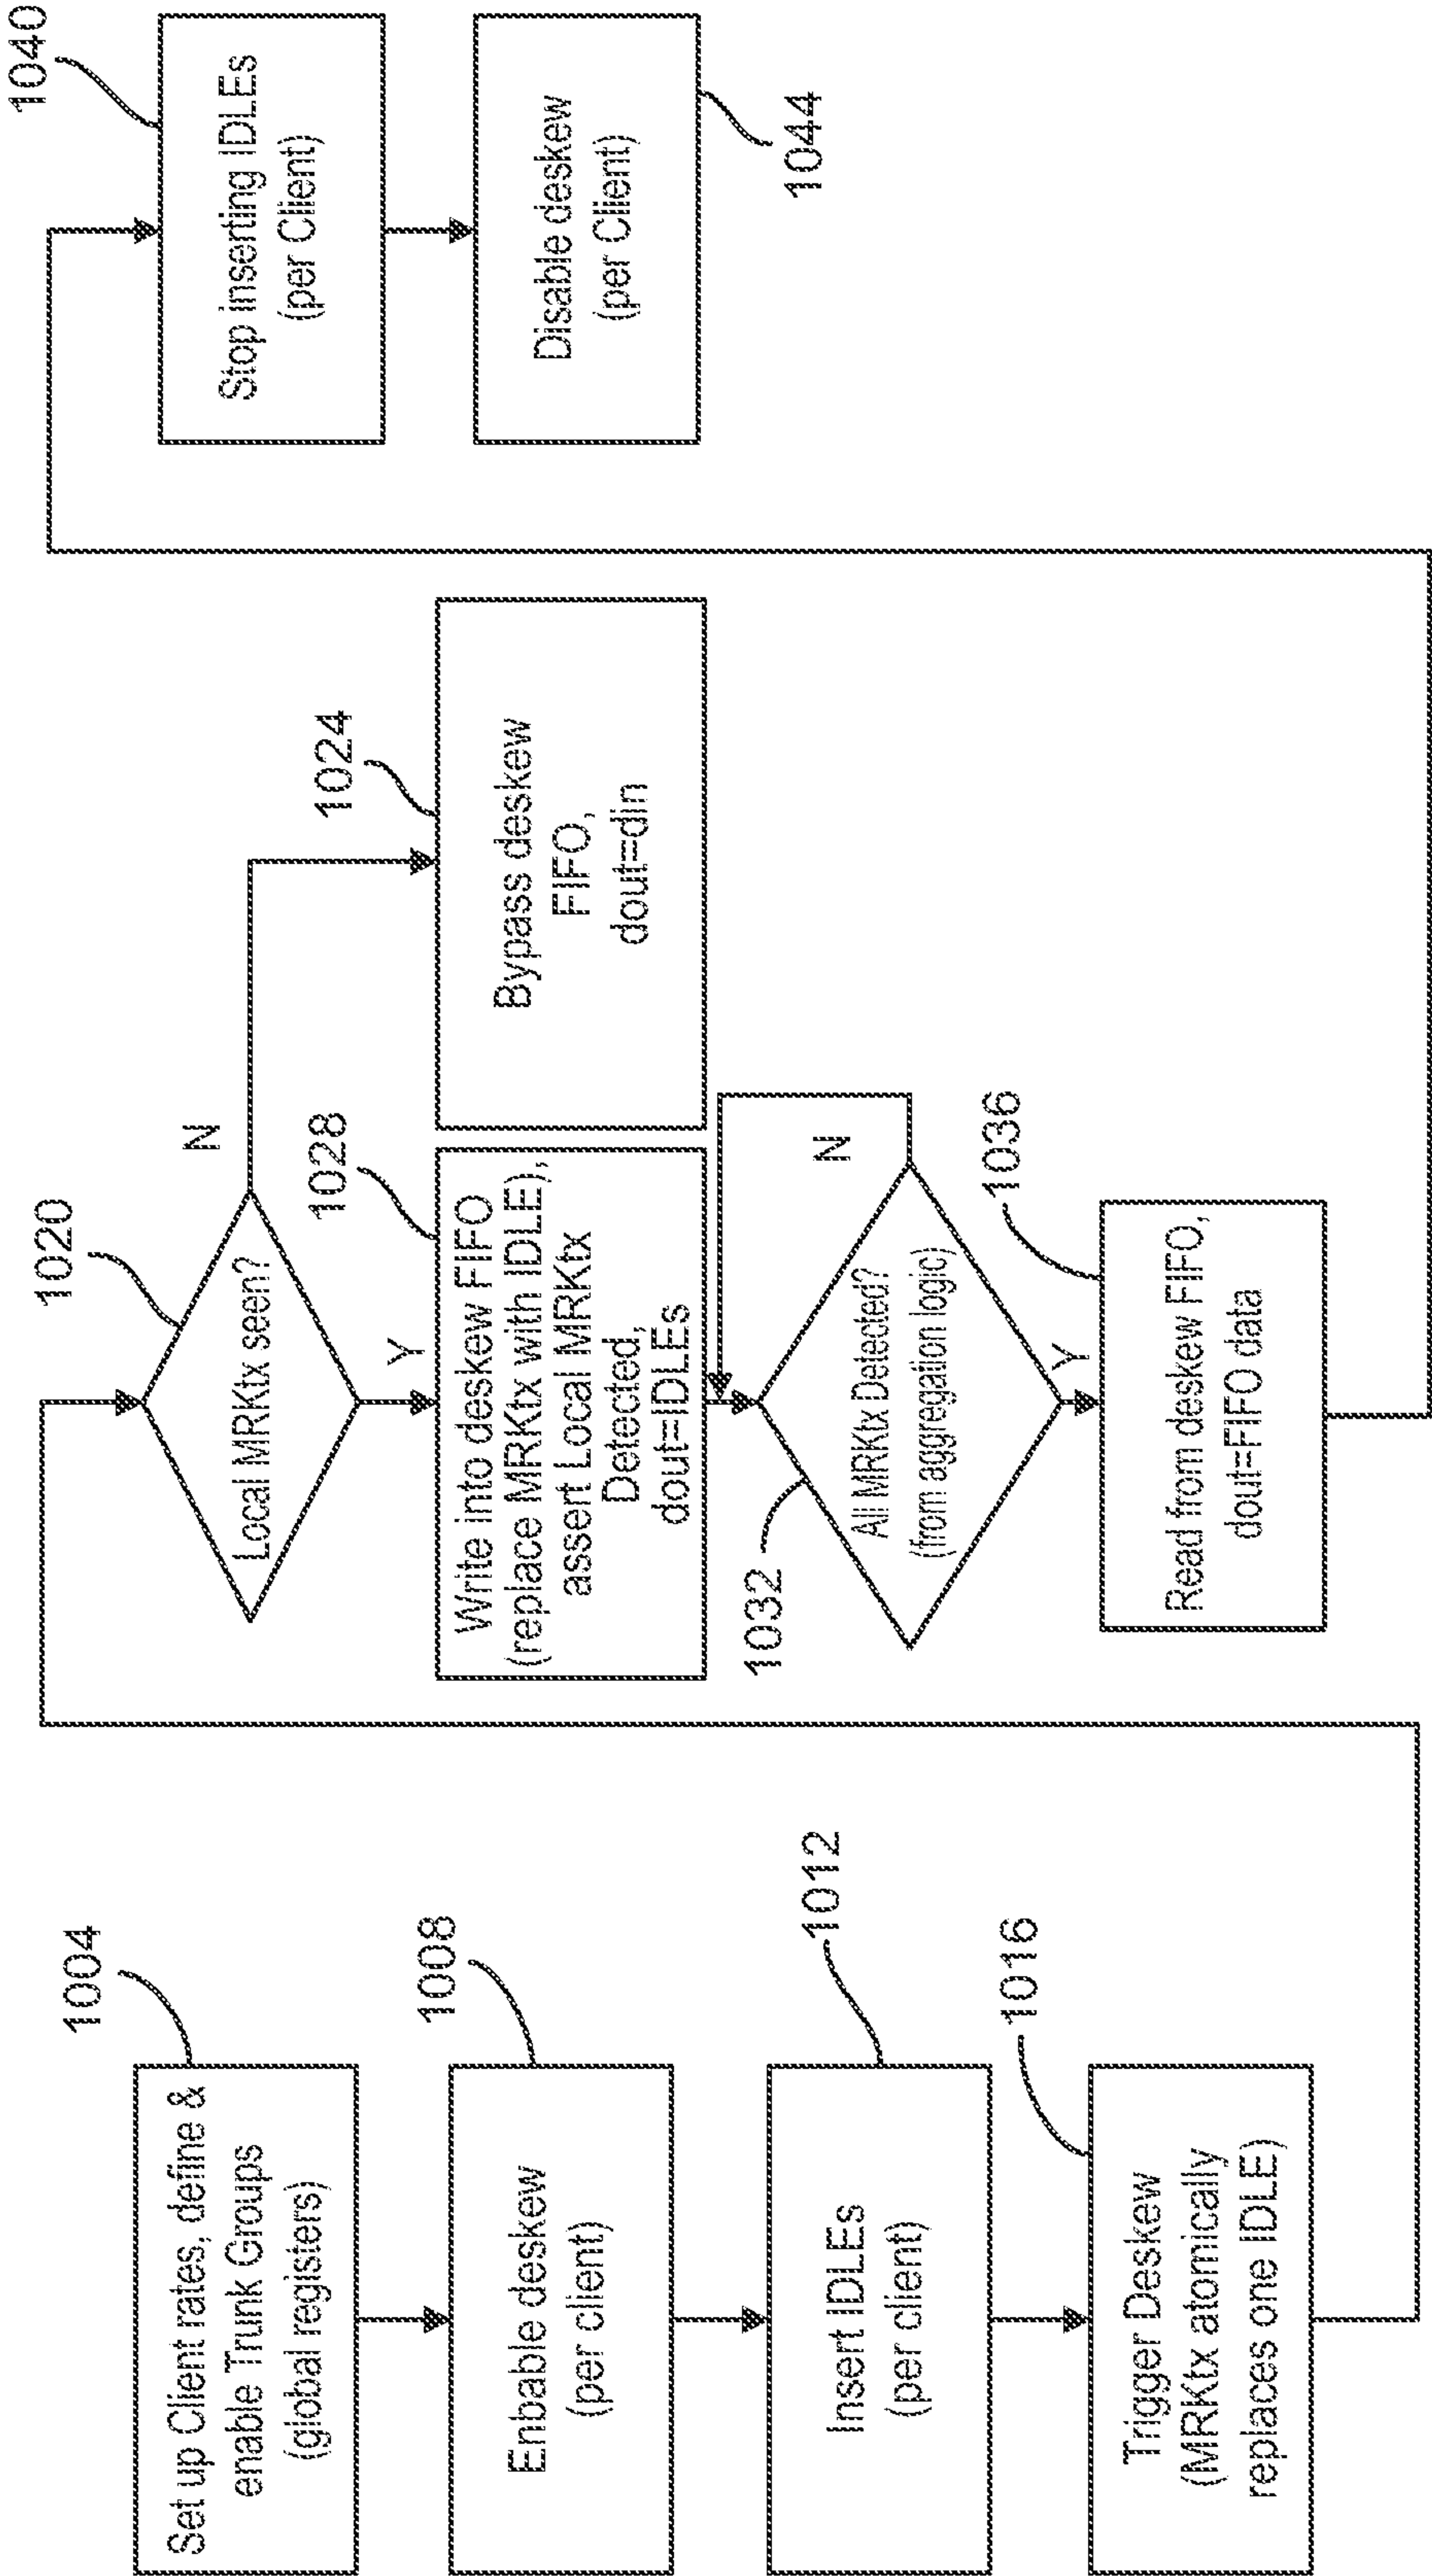 1004
Set up Client rates, define &
enable Trunk Groups
(global registers)
1008
Enbable deskew
(per client)
1012
Insert IDLEs
(per client)
1016
Trigger Deskew
(MRKtx atomically
replaces one IDLE)
1020
Local MRKtx seen?
N
Y
1024
Bypass deskew
FIFO,
dout=din
1028
Write into deskew FIFO
(replace MRKtx with IDLE),
assert Local MRKtx
Detected,
dout=IDLEs
1032
All MRKtx Detected?
(from aggregation logic)
N
Y
1036
Read from deskew FIFO,
dout=FIFO data
1040
Stop inserting IDLEs
(per Client)
Disable deskew
(per Client)
1044